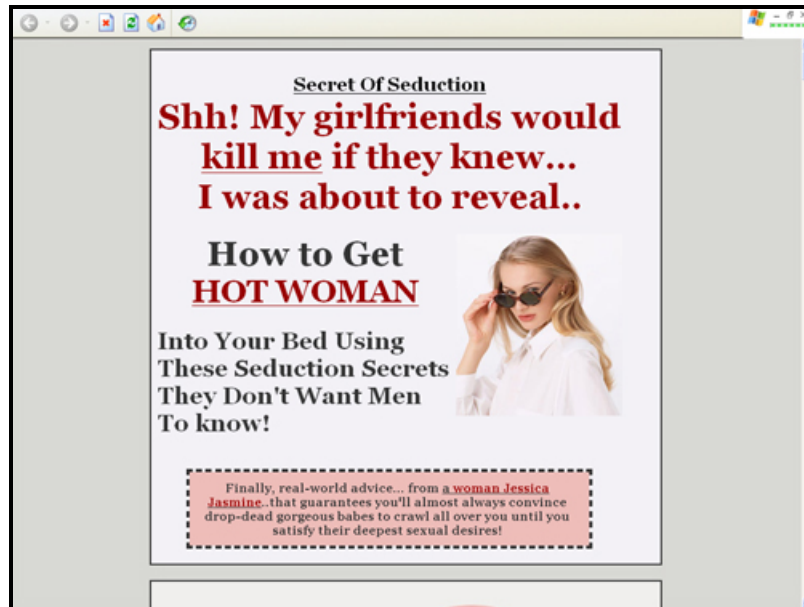 Secret Of Seduction
Shh! My girlfriends would
kill me if they knew...
I was about to reveal..
How to Get
HOT WOMAN
Into Your Bed Using
These Seduction Secrets
They Don't Want Men
To know!
Finally, real-world advice... from a woman Jessica
Jasmine..that guarantees you'll almost always convince
drop-dead gorgeous babes to crawl all over you until you
satisfy their deepest sexual desires!